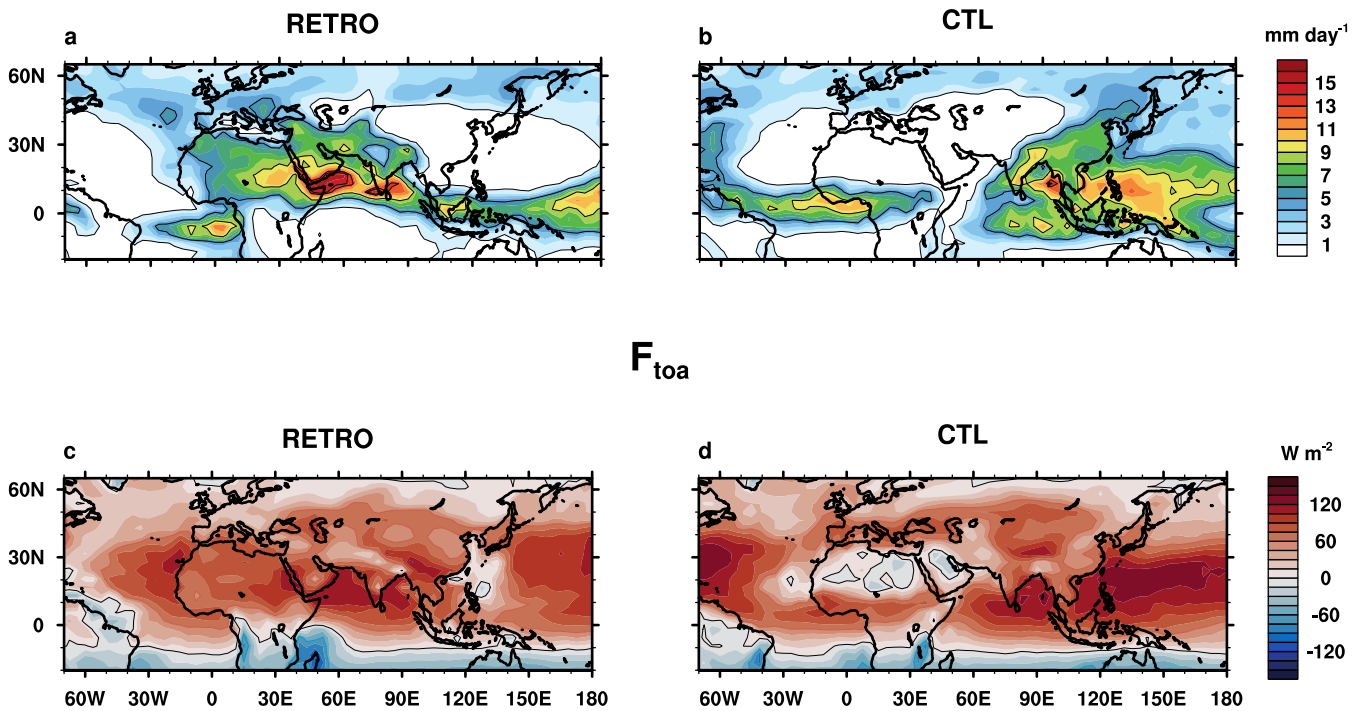 RETRO CTL
a b mm day⁻¹
60N
30N
0
15
13
11
9
7
5
3
1
F_toa
RETRO CTL
c d W m⁻²
60N
30N
0
120
60
0
-60
-120
60W 30W 0 30E 60E 90E 120E 150E 180 60W 30W 0 30E 60E 90E 120E 150E 180